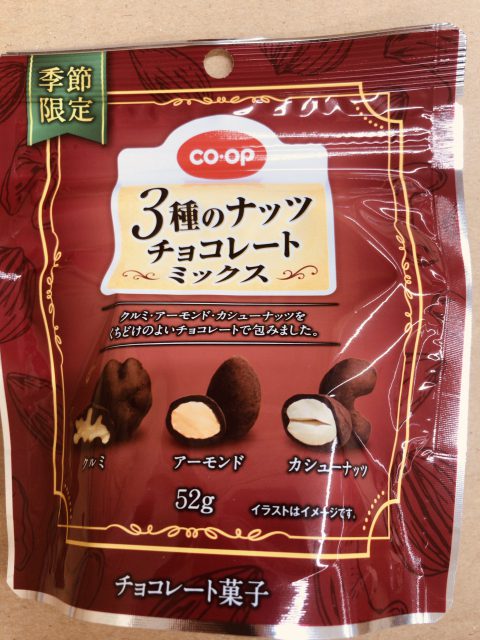 季節
限定
CO·OP
3種のナッツ
チョコレート
ミックス
クルミ・アーモンド・カシューナッツを
くちどけのよいチョコレートで包みました。
クルミ
アーモンド
カシューナッツ
52g
イラストはイメージです。
チョコレート菓子